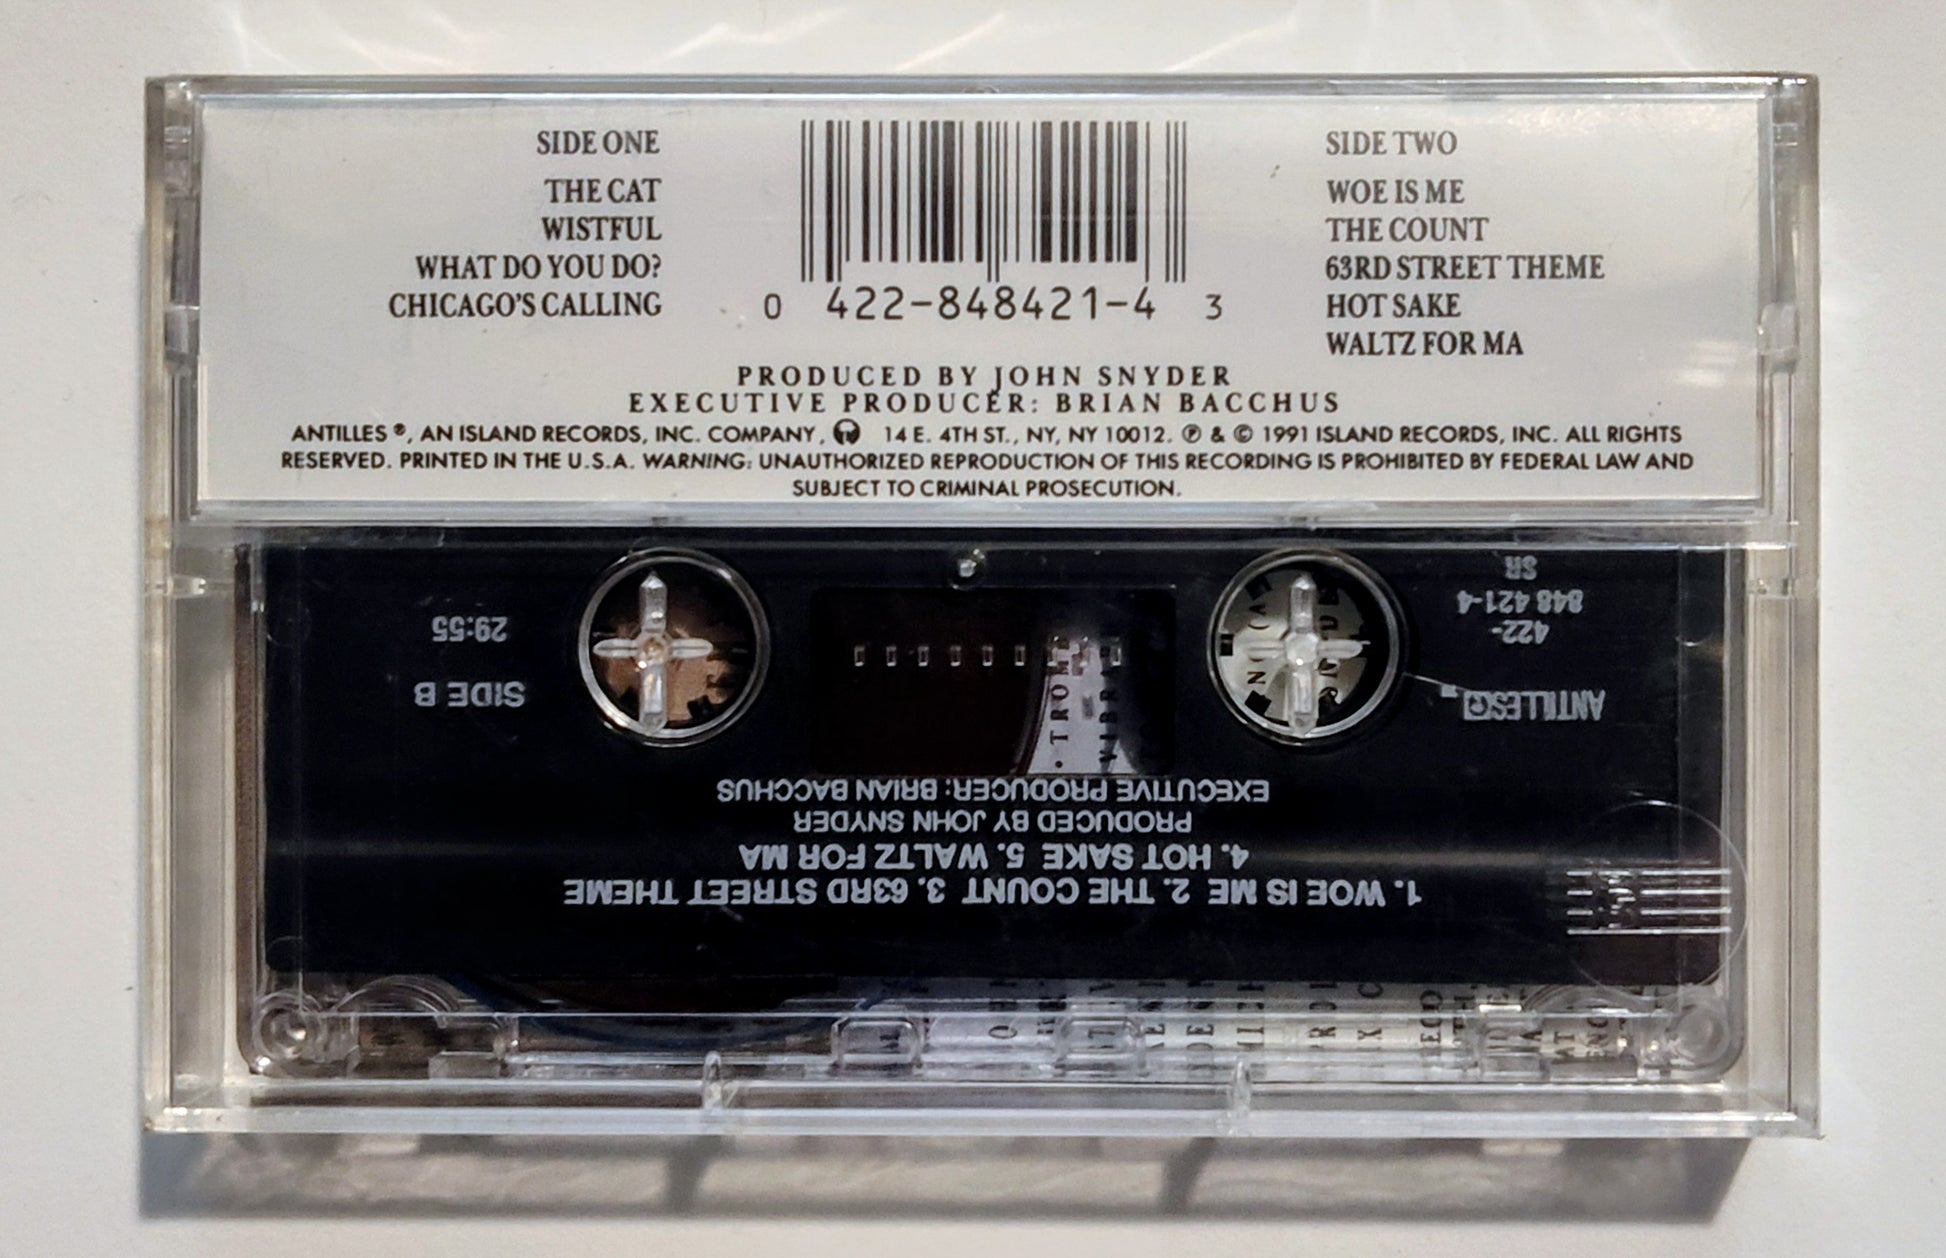 SIDE ONE
THE CAT
WISTFUL
WHAT DO YOU DO?
CHICAGO'S CALLING
0 422-848421-4 3
SIDE TWO
WOE IS ME
THE COUNT
63RD STREET THEME
HOT SAKE
WALTZ FOR MA
PRODUCED BY JOHN SNYDER
EXECUTIVE PRODUCER: BRIAN BACCHUS
ANTILLES ®, AN ISLAND RECORDS, INC. COMPANY, 14 E. 4TH ST., NY, NY 10012. ℗ & © 1991 ISLAND RECORDS, INC. ALL RIGHTS
RESERVED. PRINTED IN THE U.S.A. WARNING: UNAUTHORIZED REPRODUCTION OF THIS RECORDING IS PROHIBITED BY FEDERAL LAW AND
SUBJECT TO CRIMINAL PROSECUTION.
1. WOE IS ME 2. THE COUNT 3. 63RD STREET THEME
4. HOT SAKE 5. WALTZ FOR MA
PRODUCED BY JOHN SNYDER
EXECUTIVE PRODUCER: BRIAN BACCHUS
ANTILLES
SIDE B
422-
848 421-4
SR
29:55